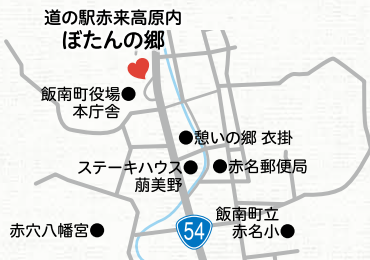 道の駅赤来高原内
ぼたんの郷
飯南町役場
本庁舎
憩いの郷 衣掛
ステーキハウス
萠美野
赤名郵便局
飯南町立
赤名小
赤穴八幡宮
54